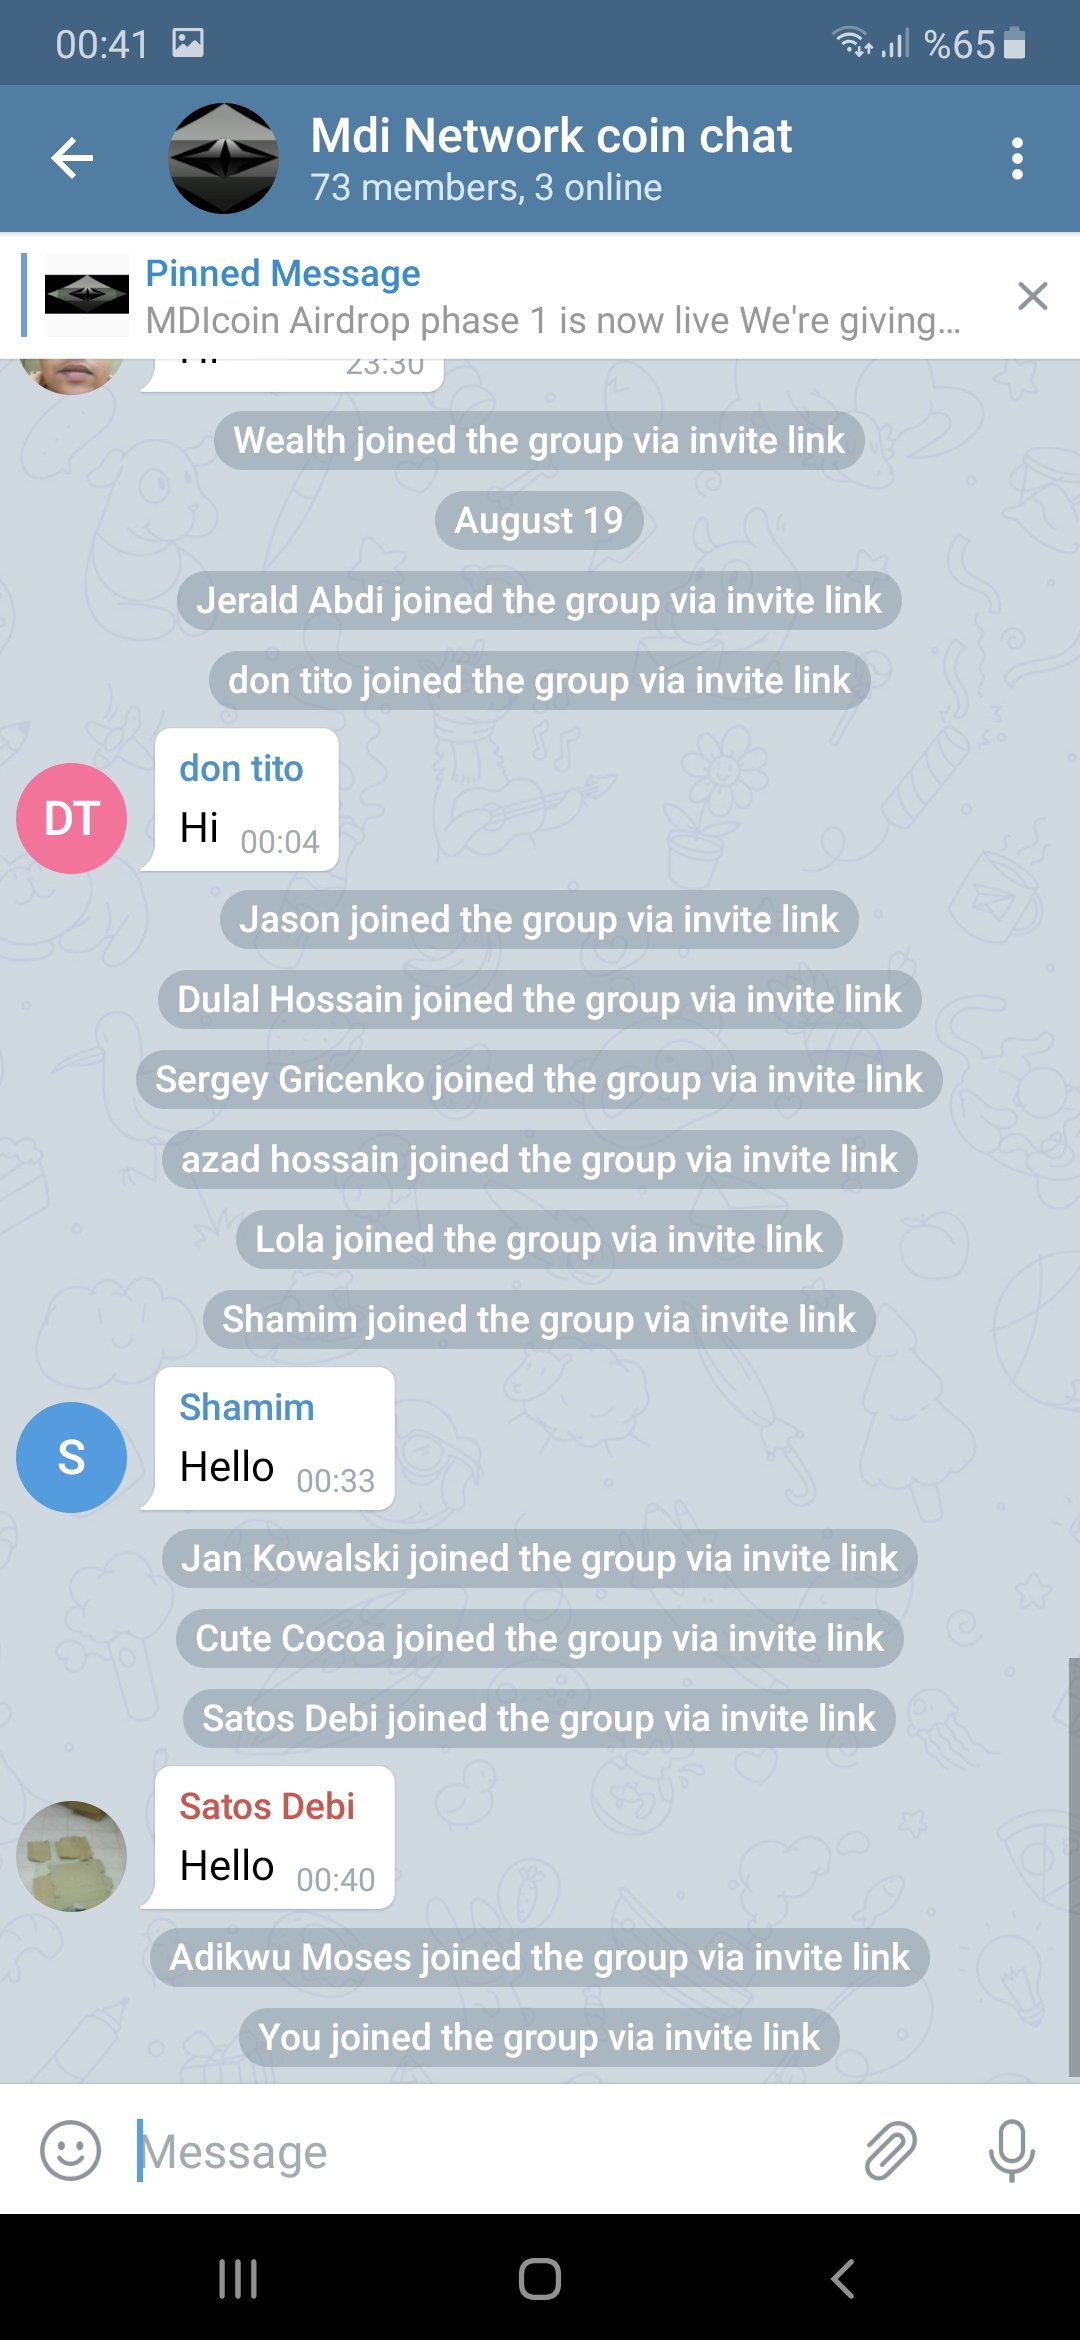 00:41
%65
Mdi Network coin chat
73 members, 3 online
Pinned Message
MDIcoin Airdrop phase 1 is now live We're giving...
23:30
Wealth joined the group via invite link
August 19
Jerald Abdi joined the group via invite link
don tito joined the group via invite link
don tito
DT
Hi 00:04
Jason joined the group via invite link
Dulal Hossain joined the group via invite link
Sergey Gricenko joined the group via invite link
azad hossain joined the group via invite link
Lola joined the group via invite link
Shamim joined the group via invite link
Shamim
S
Hello 00:33
Jan Kowalski joined the group via invite link
Cute Cocoa joined the group via invite link
Satos Debi joined the group via invite link
Satos Debi
Hello 00:40
Adikwu Moses joined the group via invite link
You joined the group via invite link
Message